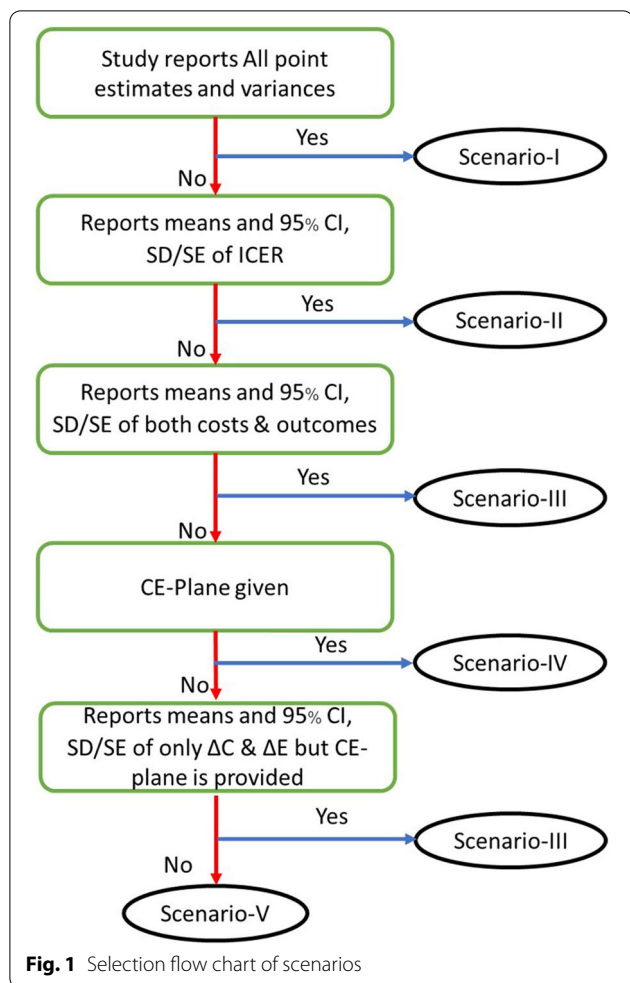 Study reports All point
estimates and variances
Yes
Scenario-I
No
Reports means and 95% CI,
SD/SE of ICER
Yes
Scenario-II
No
Reports means and 95% CI,
SD/SE of both costs & outcomes
Yes
Scenario-III
No
CE-Plane given
Yes
Scenario-IV
No
Reports means and 95% CI,
SD/SE of only ΔC & ΔE but CE-
plane is provided
Yes
Scenario-III
No
Scenario-V
Fig. 1 Selection flow chart of scenarios